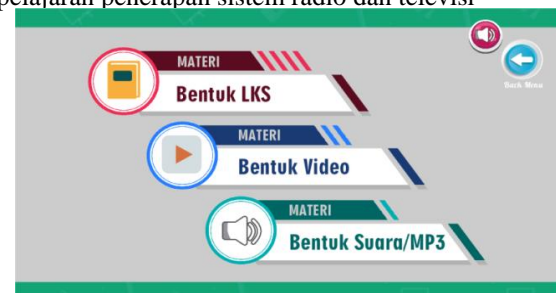 pelajaran penerapan sistem radio dan televisi
MATERI
Bentuk LKS
Back Menu
MATERI
Bentuk Video
MATERI
Bentuk Suara/MP3